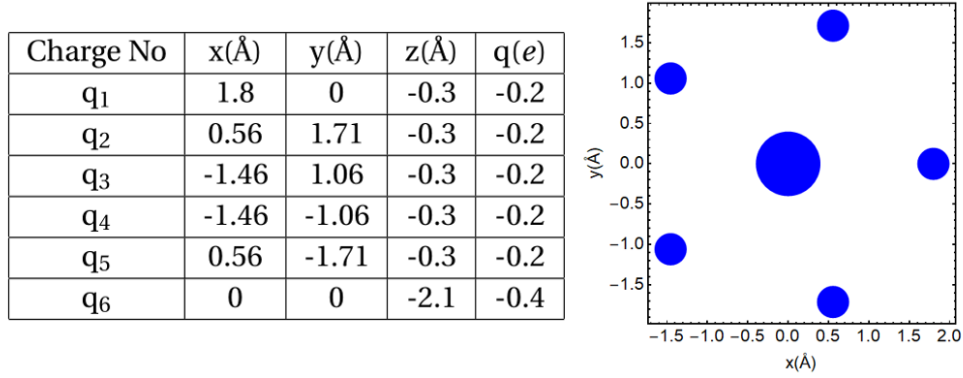 Charge No x(Å) y(Å) z(Å) q(e)
q₁ 1.8 0 -0.3 -0.2
q₂ 0.56 1.71 -0.3 -0.2
q₃ -1.46 1.06 -0.3 -0.2
q₄ -1.46 -1.06 -0.3 -0.2
q₅ 0.56 -1.71 -0.3 -0.2
q₆ 0 0 -2.1 -0.4
y(Å)
1.5
1.0
0.5
0.0
−0.5
−1.0
−1.5
−1.5 −1.0 −0.5 0.0 0.5 1.0 1.5 2.0
x(Å)